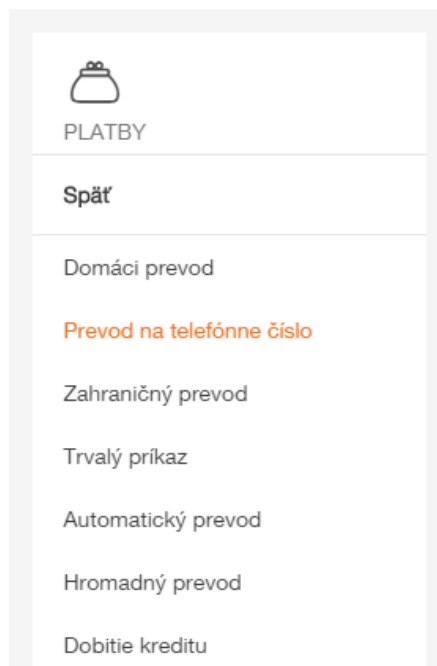 PLATBY
Späť
Domáci prevod
Prevod na telefónne číslo
Zahraničný prevod
Trvalý príkaz
Automatický prevod
Hromadný prevod
Dobitie kreditu